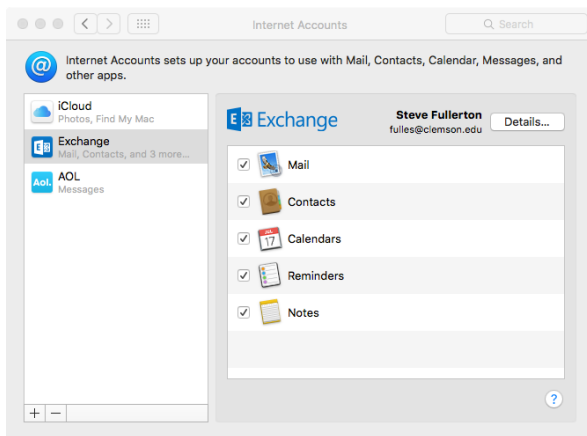 Internet Accounts
Search
Internet Accounts sets up your accounts to use with Mail, Contacts, Calendar, Messages, and
other apps.
iCloud
Photos, Find My Mac
Exchange
Mail, Contacts, and 3 more...
Aol.
AOL
Messages
E Exchange
Steve Fullerton
fulles@clemson.edu
Details...
Mail
Contacts
JUL
17
Calendars
Reminders
Notes
?
+ −